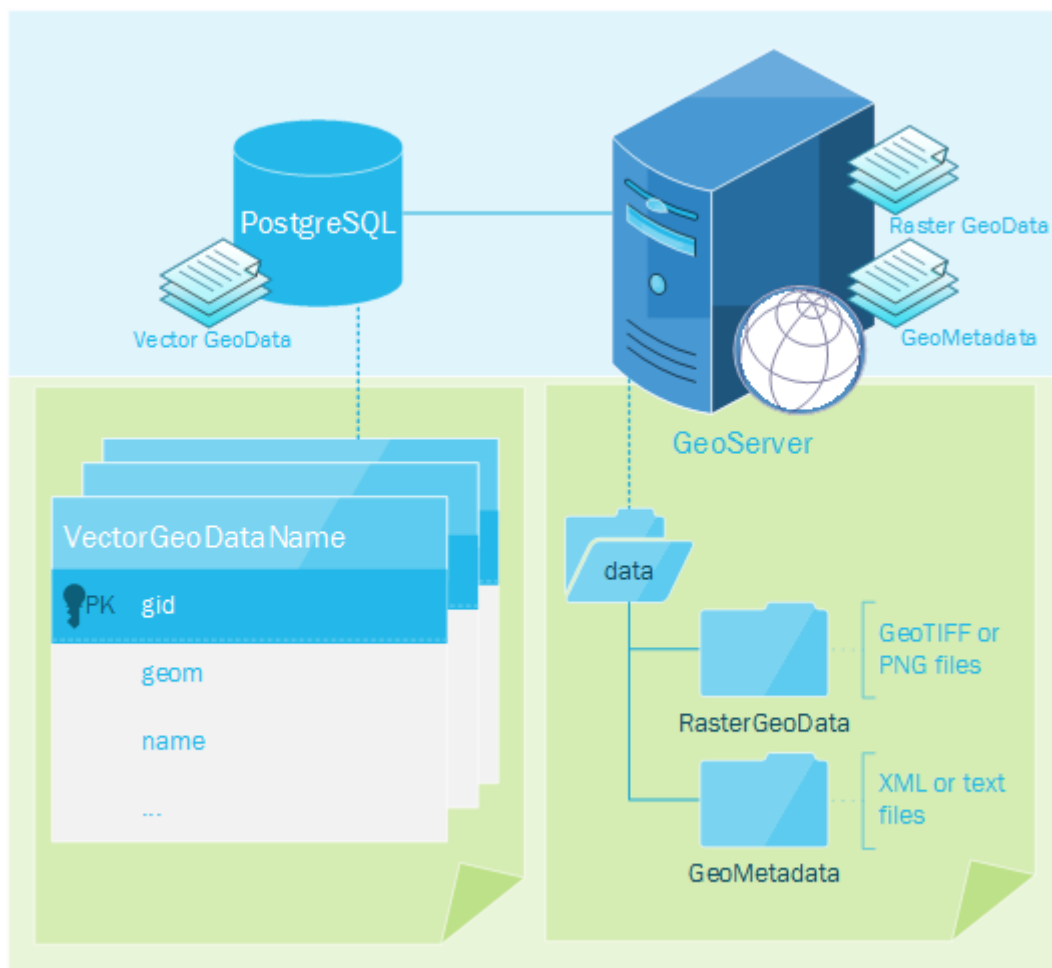 PostgreSQL
Vector GeoData
Raster GeoData
GeoMetadata
GeoServer
VectorGeoDataName
PK gid
geom
name
...
data
GeoTIFF or
PNG files
RasterGeoData
XML or text
files
GeoMetadata